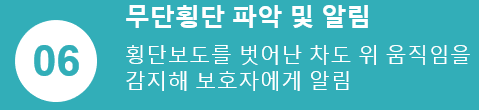 06
무단횡단 파악 및 알림
횡단보도를 벗어난 차도 위 움직임을
감지해 보호자에게 알림